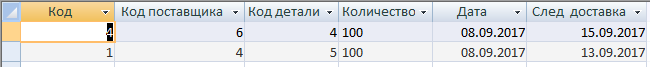 Код Код поставщика Код детали Количество Дата След доставка
4 6 4 100 08.09.2017 15.09.2017
1 4 5 100 08.09.2017 13.09.2017